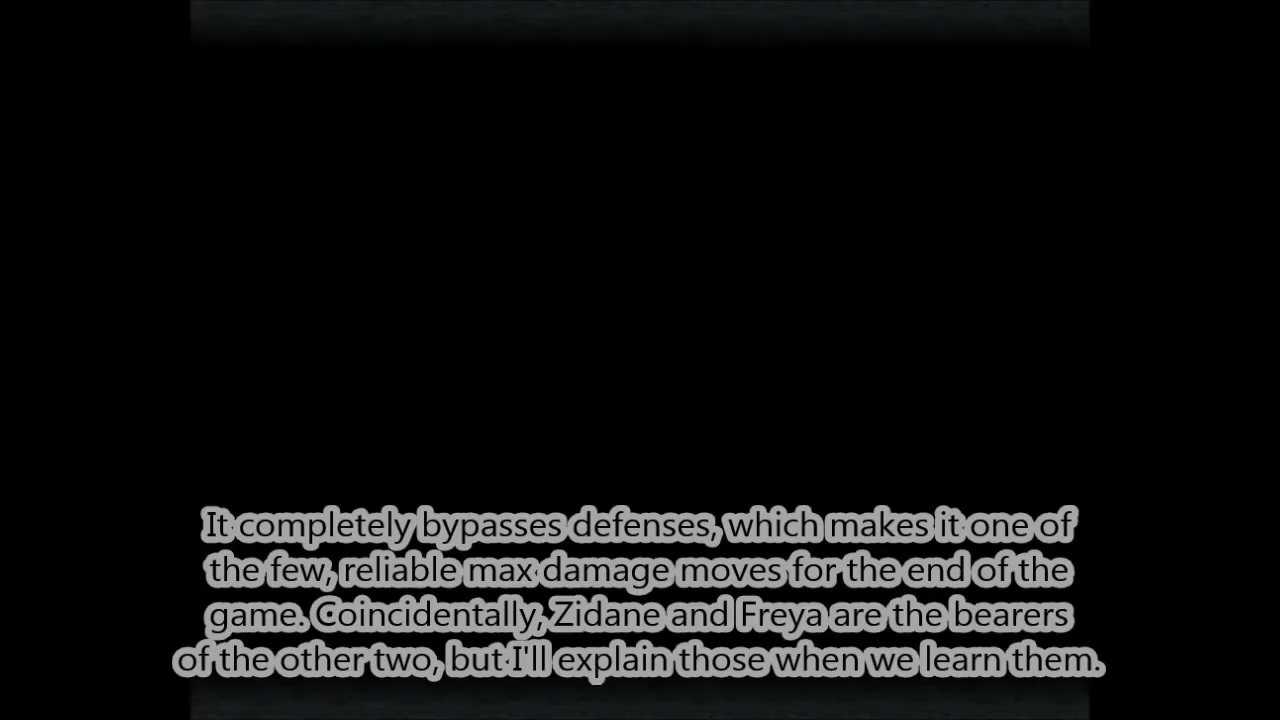 It completely bypasses defenses, which makes it one of
the few, reliable max damage moves for the end of the
game. Coincidentally, Zidane and Freya are the bearers
of the other two, but I'll explain those when we learn them.